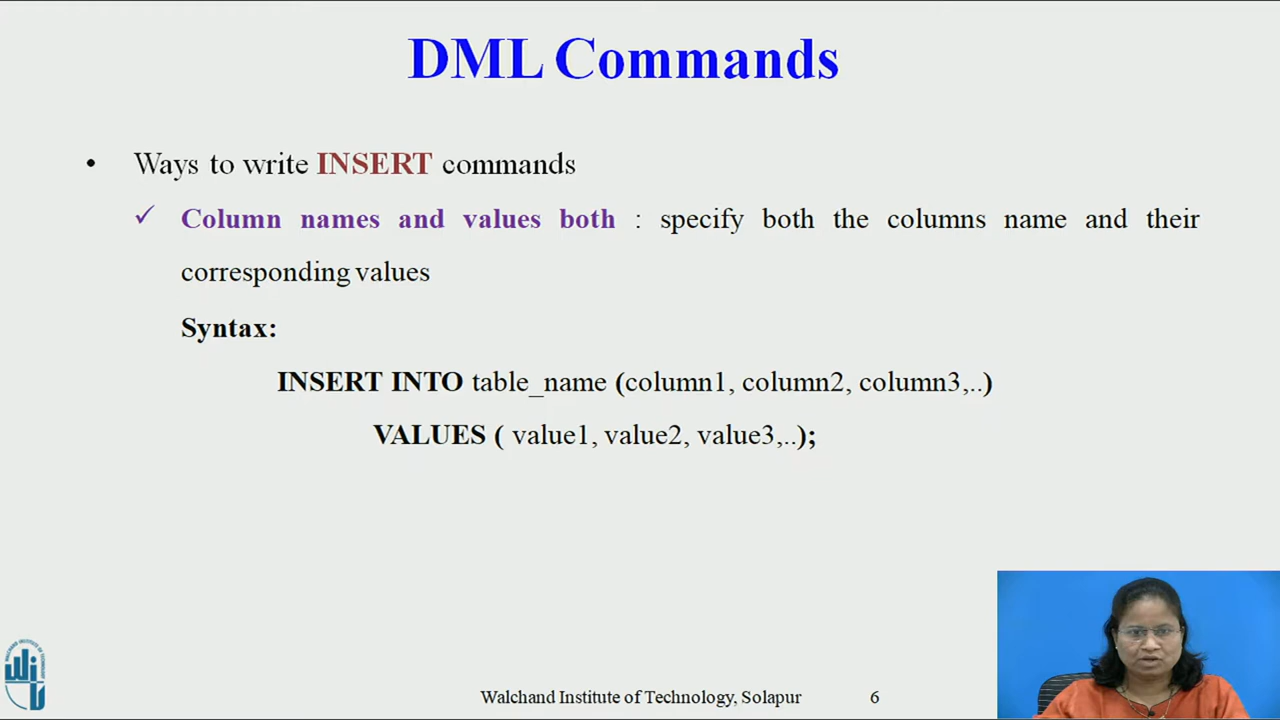 DML Commands
• Ways to write INSERT commands
✓ Column names and values both : specify both the columns name and their
corresponding values
Syntax:
INSERT INTO table_name (column1, column2, column3,..)
VALUES ( value1, value2, value3,..);
Walchand Institute of Technology, Solapur 6